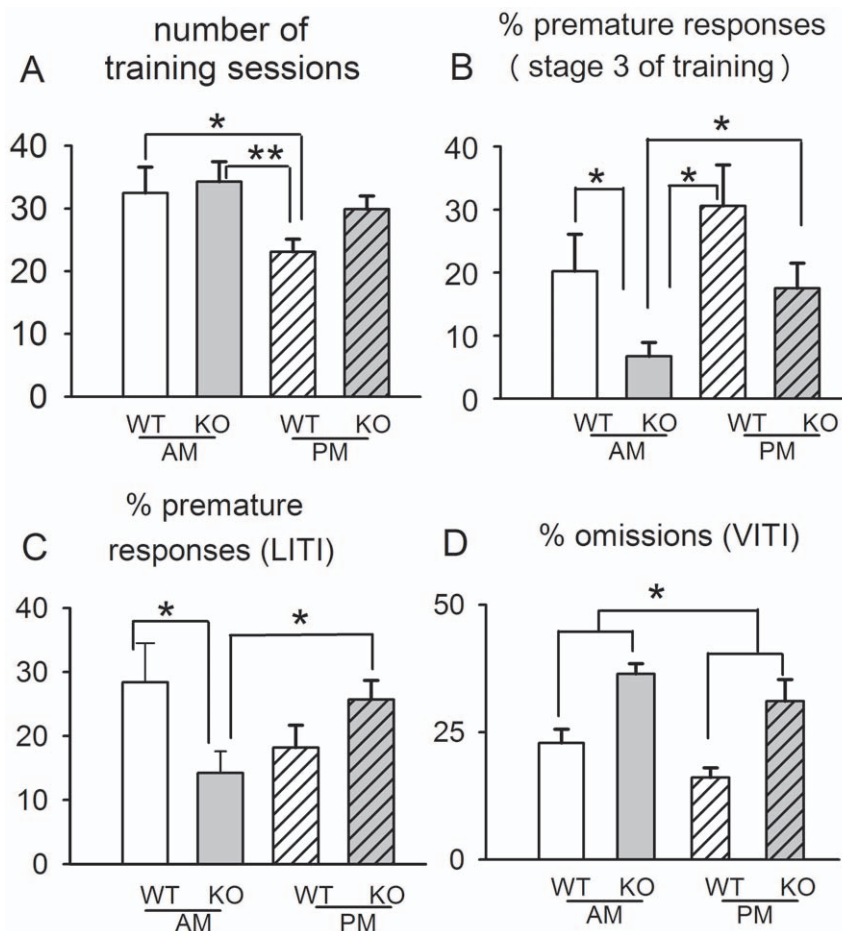 A
number of
training sessions
*
**
40
30
20
10
0
WT KO WT KO
AM PM
B
% premature responses
( stage 3 of training )
*
* *
40
30
20
10
0
WT KO WT KO
AM PM
C
% premature
responses (LITI)
* *
40
30
20
10
0
WT KO WT KO
AM PM
D
% omissions (VITI)
*
50
25
0
WT KO WT KO
AM PM